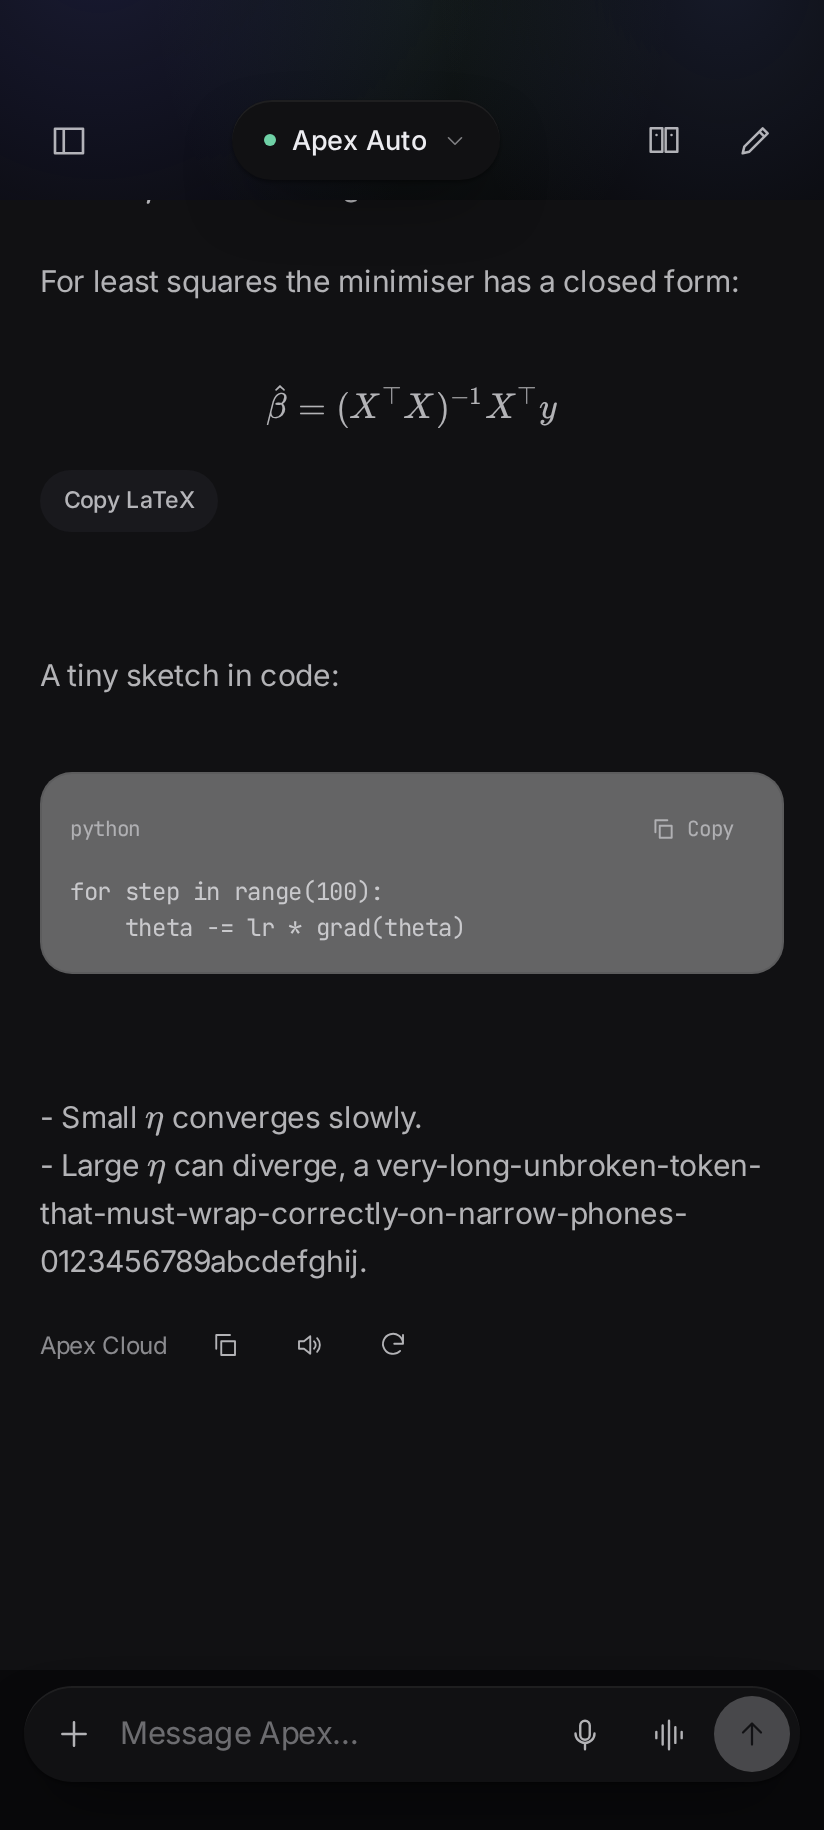 Apex Auto
For least squares the minimiser has a closed form:
β̂ = (X⊤X)⁻¹X⊤y
Copy LaTeX
A tiny sketch in code:
python Copy
for step in range(100):
    theta -= lr * grad(theta)
- Small η converges slowly.
- Large η can diverge, a very-long-unbroken-token-
that-must-wrap-correctly-on-narrow-phones-
0123456789abcdefghij.
Apex Cloud
Message Apex...